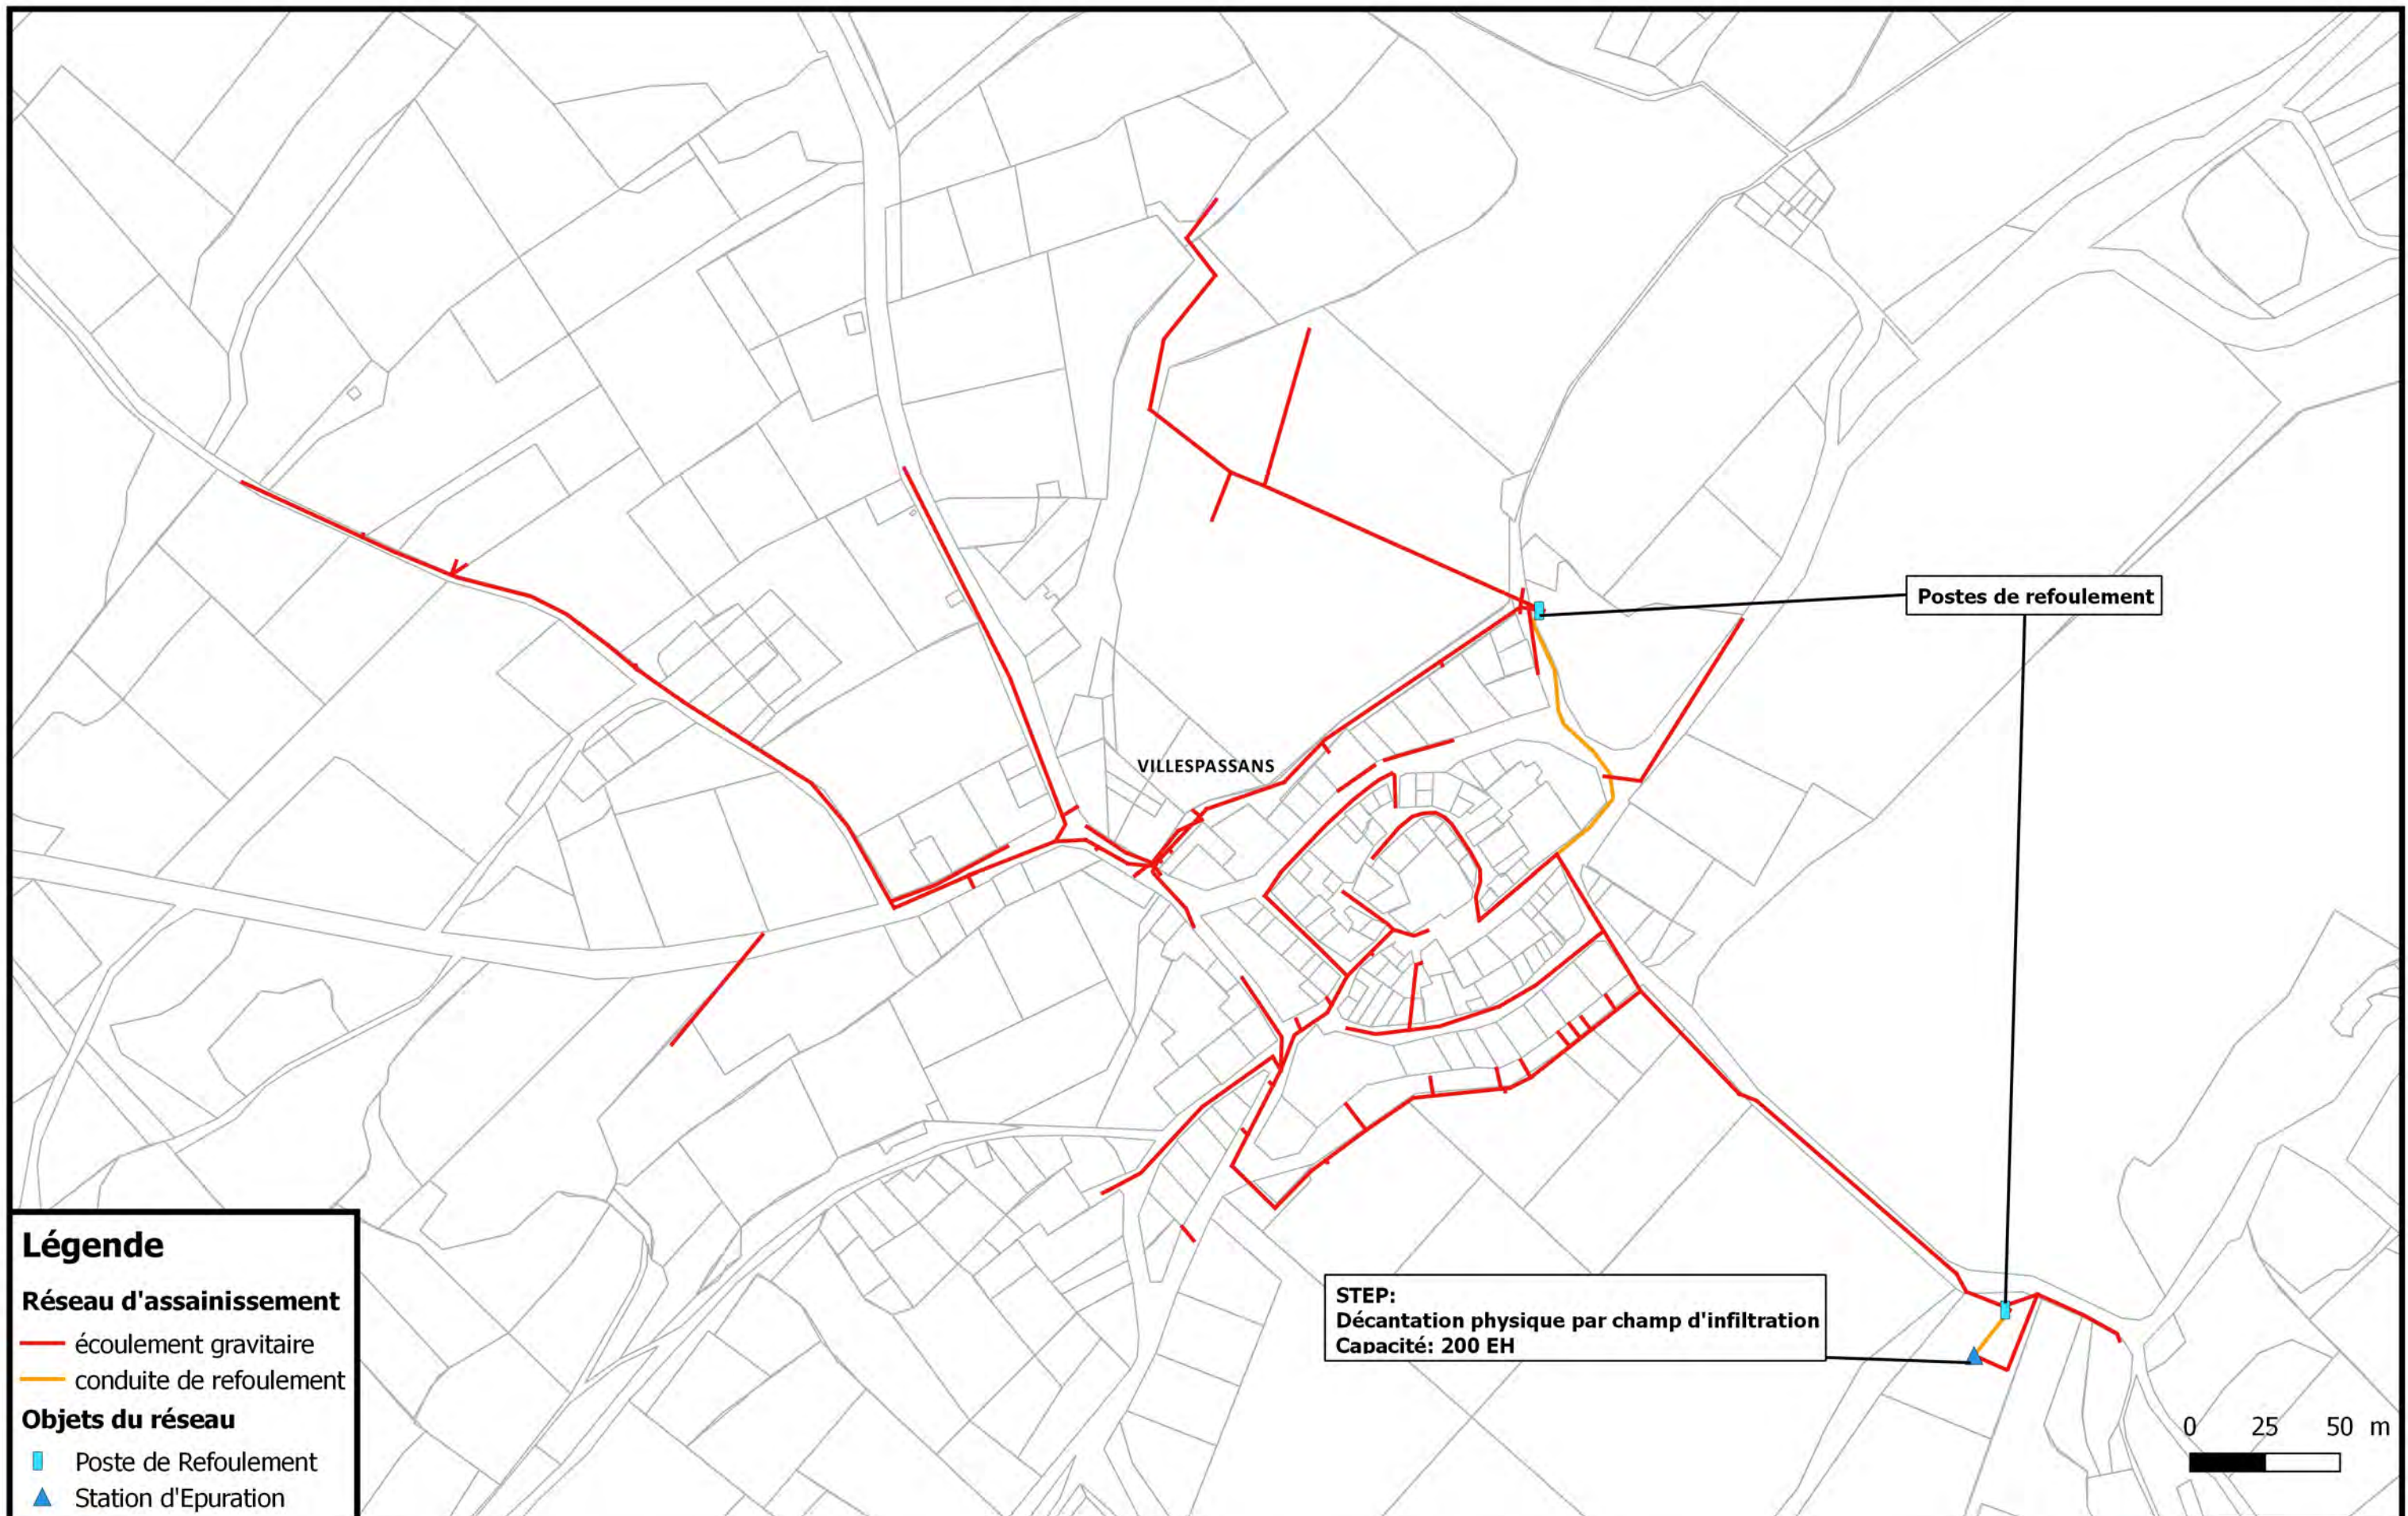 Postes de refoulement
VILLESPASSANS
STEP:
Décantation physique par champ d'infiltration
Capacité: 200 EH
Légende
Réseau d'assainissement
écoulement gravitaire
conduite de refoulement
Objets du réseau
Poste de Refoulement
Station d'Epuration
0 25 50 m